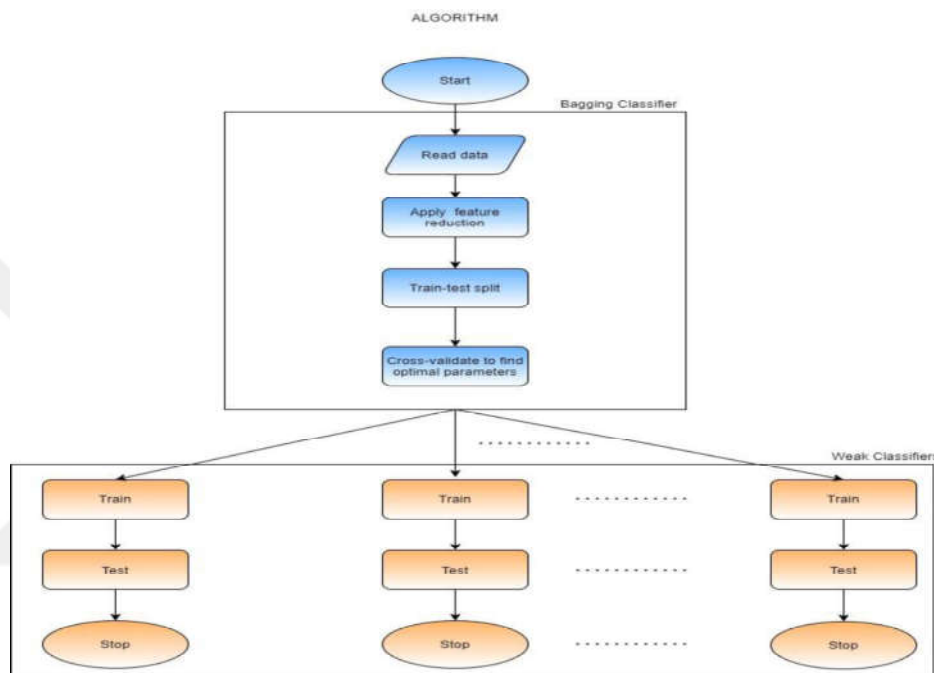 ALGORITHM
Start
Bagging Classifier
Read data
Apply feature
reduction
Train-test split
Cross-validate to find
optimal parameters
Weak Classifiers
Train
Train
Train
Test
Test
Test
Stop
Stop
Stop